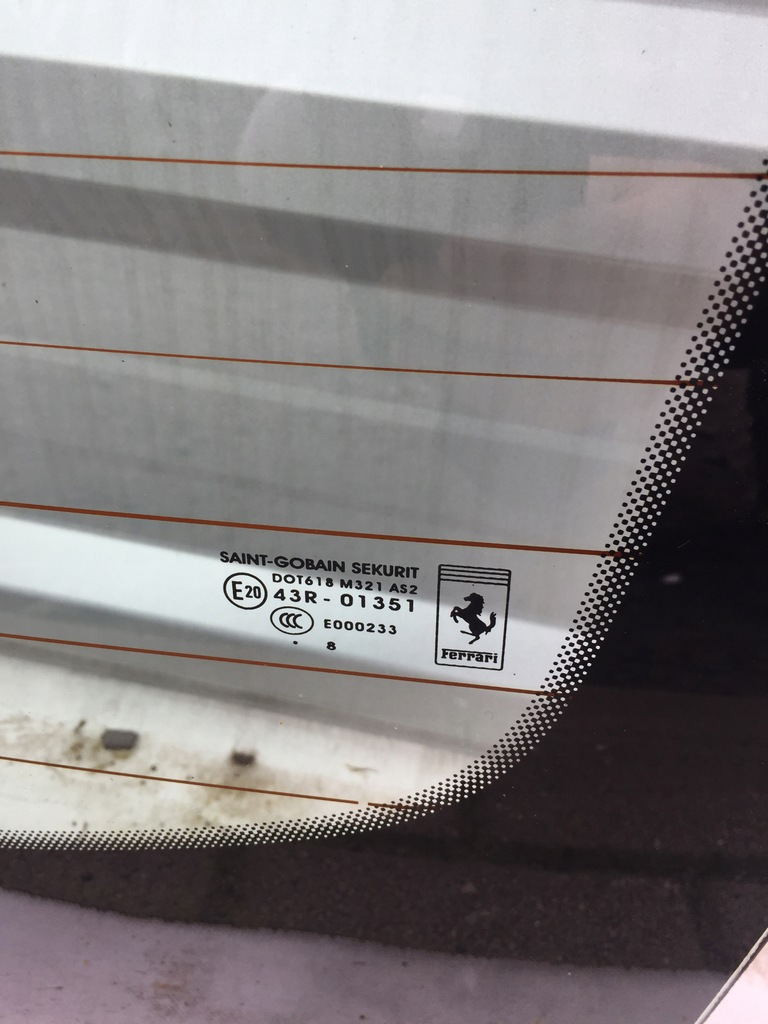 SAINT-GOBAIN SEKURIT
DOT618 M321 AS2
E20 43R - 01351
CCC E000233
. 8
Ferrari